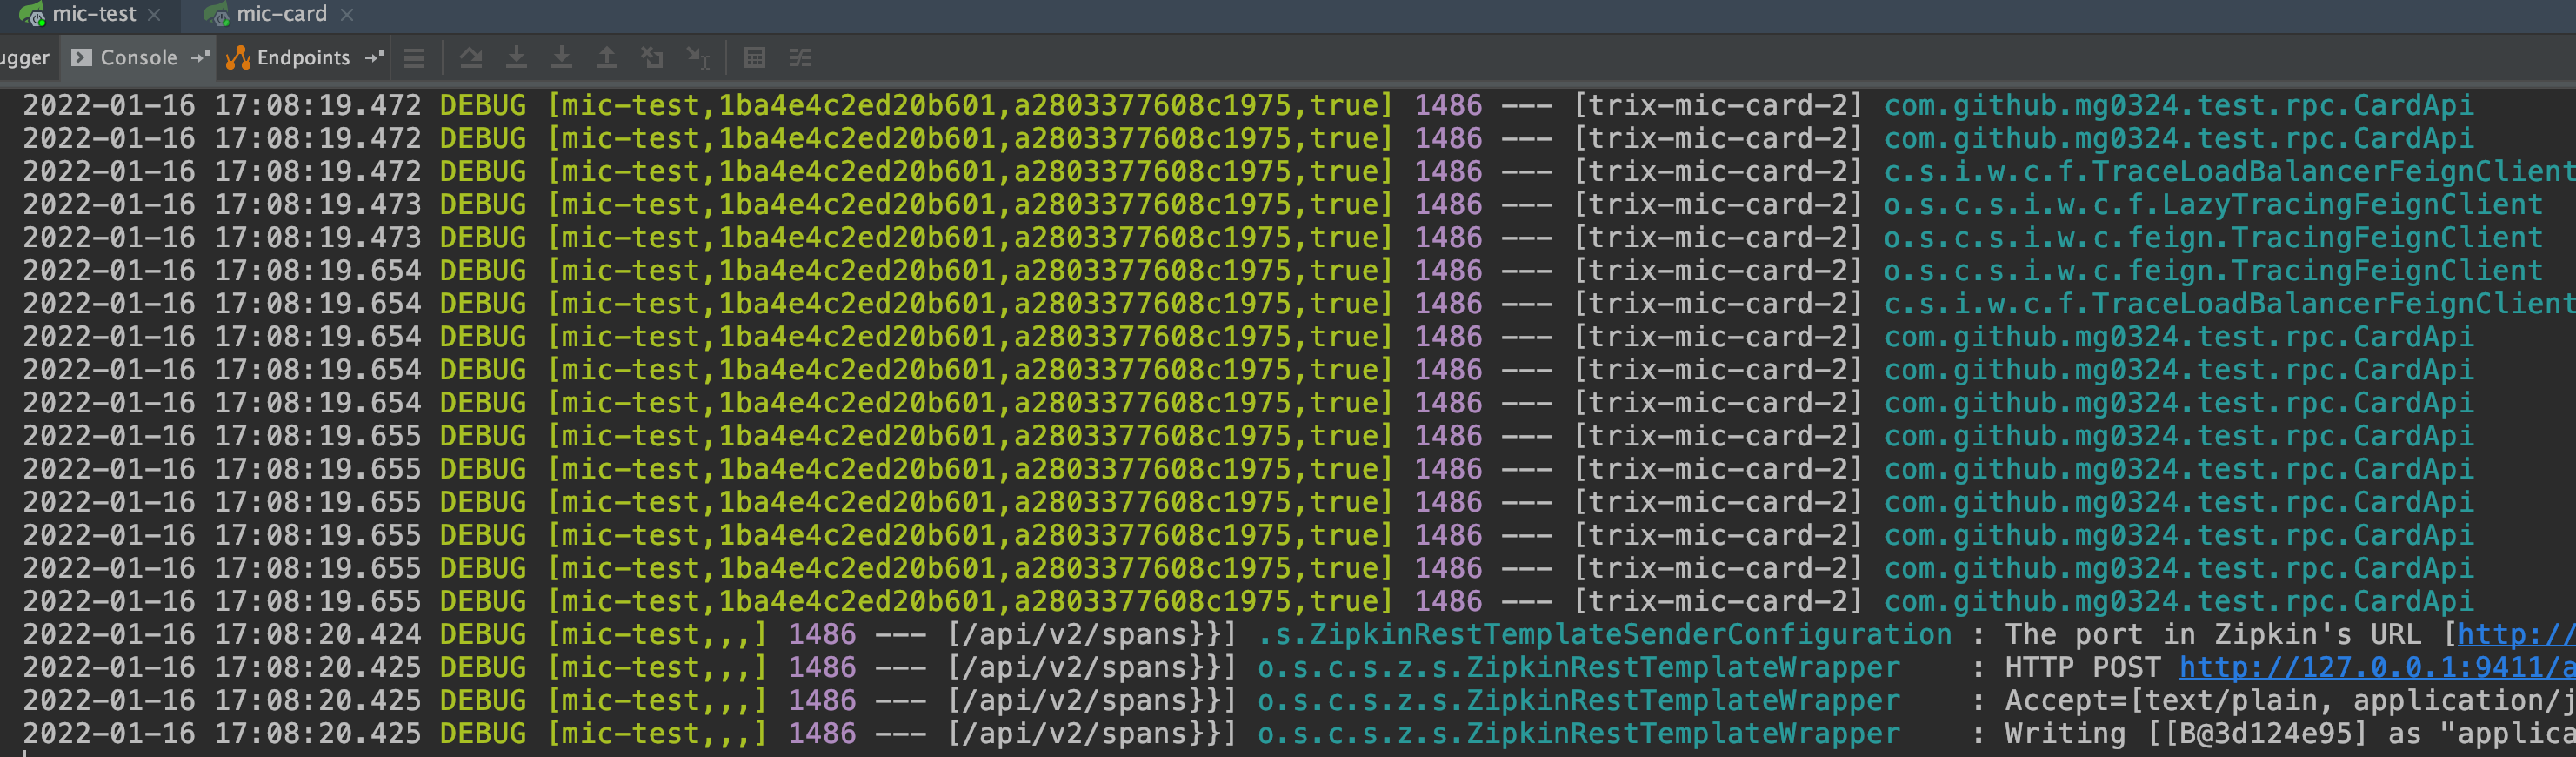 mic-test × mic-card ×
ugger Console Endpoints
2022-01-16 17:08:19.472 DEBUG [mic-test,1ba4e4c2ed20b601,a2803377608c1975,true] 1486 --- [trix-mic-card-2] com.github.mg0324.test.rpc.CardApi
2022-01-16 17:08:19.472 DEBUG [mic-test,1ba4e4c2ed20b601,a2803377608c1975,true] 1486 --- [trix-mic-card-2] com.github.mg0324.test.rpc.CardApi
2022-01-16 17:08:19.472 DEBUG [mic-test,1ba4e4c2ed20b601,a2803377608c1975,true] 1486 --- [trix-mic-card-2] c.s.i.w.c.f.TraceLoadBalancerFeignClient
2022-01-16 17:08:19.473 DEBUG [mic-test,1ba4e4c2ed20b601,a2803377608c1975,true] 1486 --- [trix-mic-card-2] o.s.c.s.i.w.c.f.LazyTracingFeignClient
2022-01-16 17:08:19.473 DEBUG [mic-test,1ba4e4c2ed20b601,a2803377608c1975,true] 1486 --- [trix-mic-card-2] o.s.c.s.i.w.c.feign.TracingFeignClient
2022-01-16 17:08:19.654 DEBUG [mic-test,1ba4e4c2ed20b601,a2803377608c1975,true] 1486 --- [trix-mic-card-2] o.s.c.s.i.w.c.feign.TracingFeignClient
2022-01-16 17:08:19.654 DEBUG [mic-test,1ba4e4c2ed20b601,a2803377608c1975,true] 1486 --- [trix-mic-card-2] c.s.i.w.c.f.TraceLoadBalancerFeignClient
2022-01-16 17:08:19.654 DEBUG [mic-test,1ba4e4c2ed20b601,a2803377608c1975,true] 1486 --- [trix-mic-card-2] com.github.mg0324.test.rpc.CardApi
2022-01-16 17:08:19.654 DEBUG [mic-test,1ba4e4c2ed20b601,a2803377608c1975,true] 1486 --- [trix-mic-card-2] com.github.mg0324.test.rpc.CardApi
2022-01-16 17:08:19.654 DEBUG [mic-test,1ba4e4c2ed20b601,a2803377608c1975,true] 1486 --- [trix-mic-card-2] com.github.mg0324.test.rpc.CardApi
2022-01-16 17:08:19.655 DEBUG [mic-test,1ba4e4c2ed20b601,a2803377608c1975,true] 1486 --- [trix-mic-card-2] com.github.mg0324.test.rpc.CardApi
2022-01-16 17:08:19.655 DEBUG [mic-test,1ba4e4c2ed20b601,a2803377608c1975,true] 1486 --- [trix-mic-card-2] com.github.mg0324.test.rpc.CardApi
2022-01-16 17:08:19.655 DEBUG [mic-test,1ba4e4c2ed20b601,a2803377608c1975,true] 1486 --- [trix-mic-card-2] com.github.mg0324.test.rpc.CardApi
2022-01-16 17:08:19.655 DEBUG [mic-test,1ba4e4c2ed20b601,a2803377608c1975,true] 1486 --- [trix-mic-card-2] com.github.mg0324.test.rpc.CardApi
2022-01-16 17:08:19.655 DEBUG [mic-test,1ba4e4c2ed20b601,a2803377608c1975,true] 1486 --- [trix-mic-card-2] com.github.mg0324.test.rpc.CardApi
2022-01-16 17:08:19.655 DEBUG [mic-test,1ba4e4c2ed20b601,a2803377608c1975,true] 1486 --- [trix-mic-card-2] com.github.mg0324.test.rpc.CardApi
2022-01-16 17:08:20.424 DEBUG [mic-test,,,] 1486 --- [/api/v2/spans}}] .s.ZipkinRestTemplateSenderConfiguration : The port in Zipkin's URL [http://
2022-01-16 17:08:20.425 DEBUG [mic-test,,,] 1486 --- [/api/v2/spans}}] o.s.c.s.z.s.ZipkinRestTemplateWrapper : HTTP POST http://127.0.0.1:9411/a
2022-01-16 17:08:20.425 DEBUG [mic-test,,,] 1486 --- [/api/v2/spans}}] o.s.c.s.z.s.ZipkinRestTemplateWrapper : Accept=[text/plain, application/j
2022-01-16 17:08:20.425 DEBUG [mic-test,,,] 1486 --- [/api/v2/spans}}] o.s.c.s.z.s.ZipkinRestTemplateWrapper : Writing [[B@3d124e95] as "applica